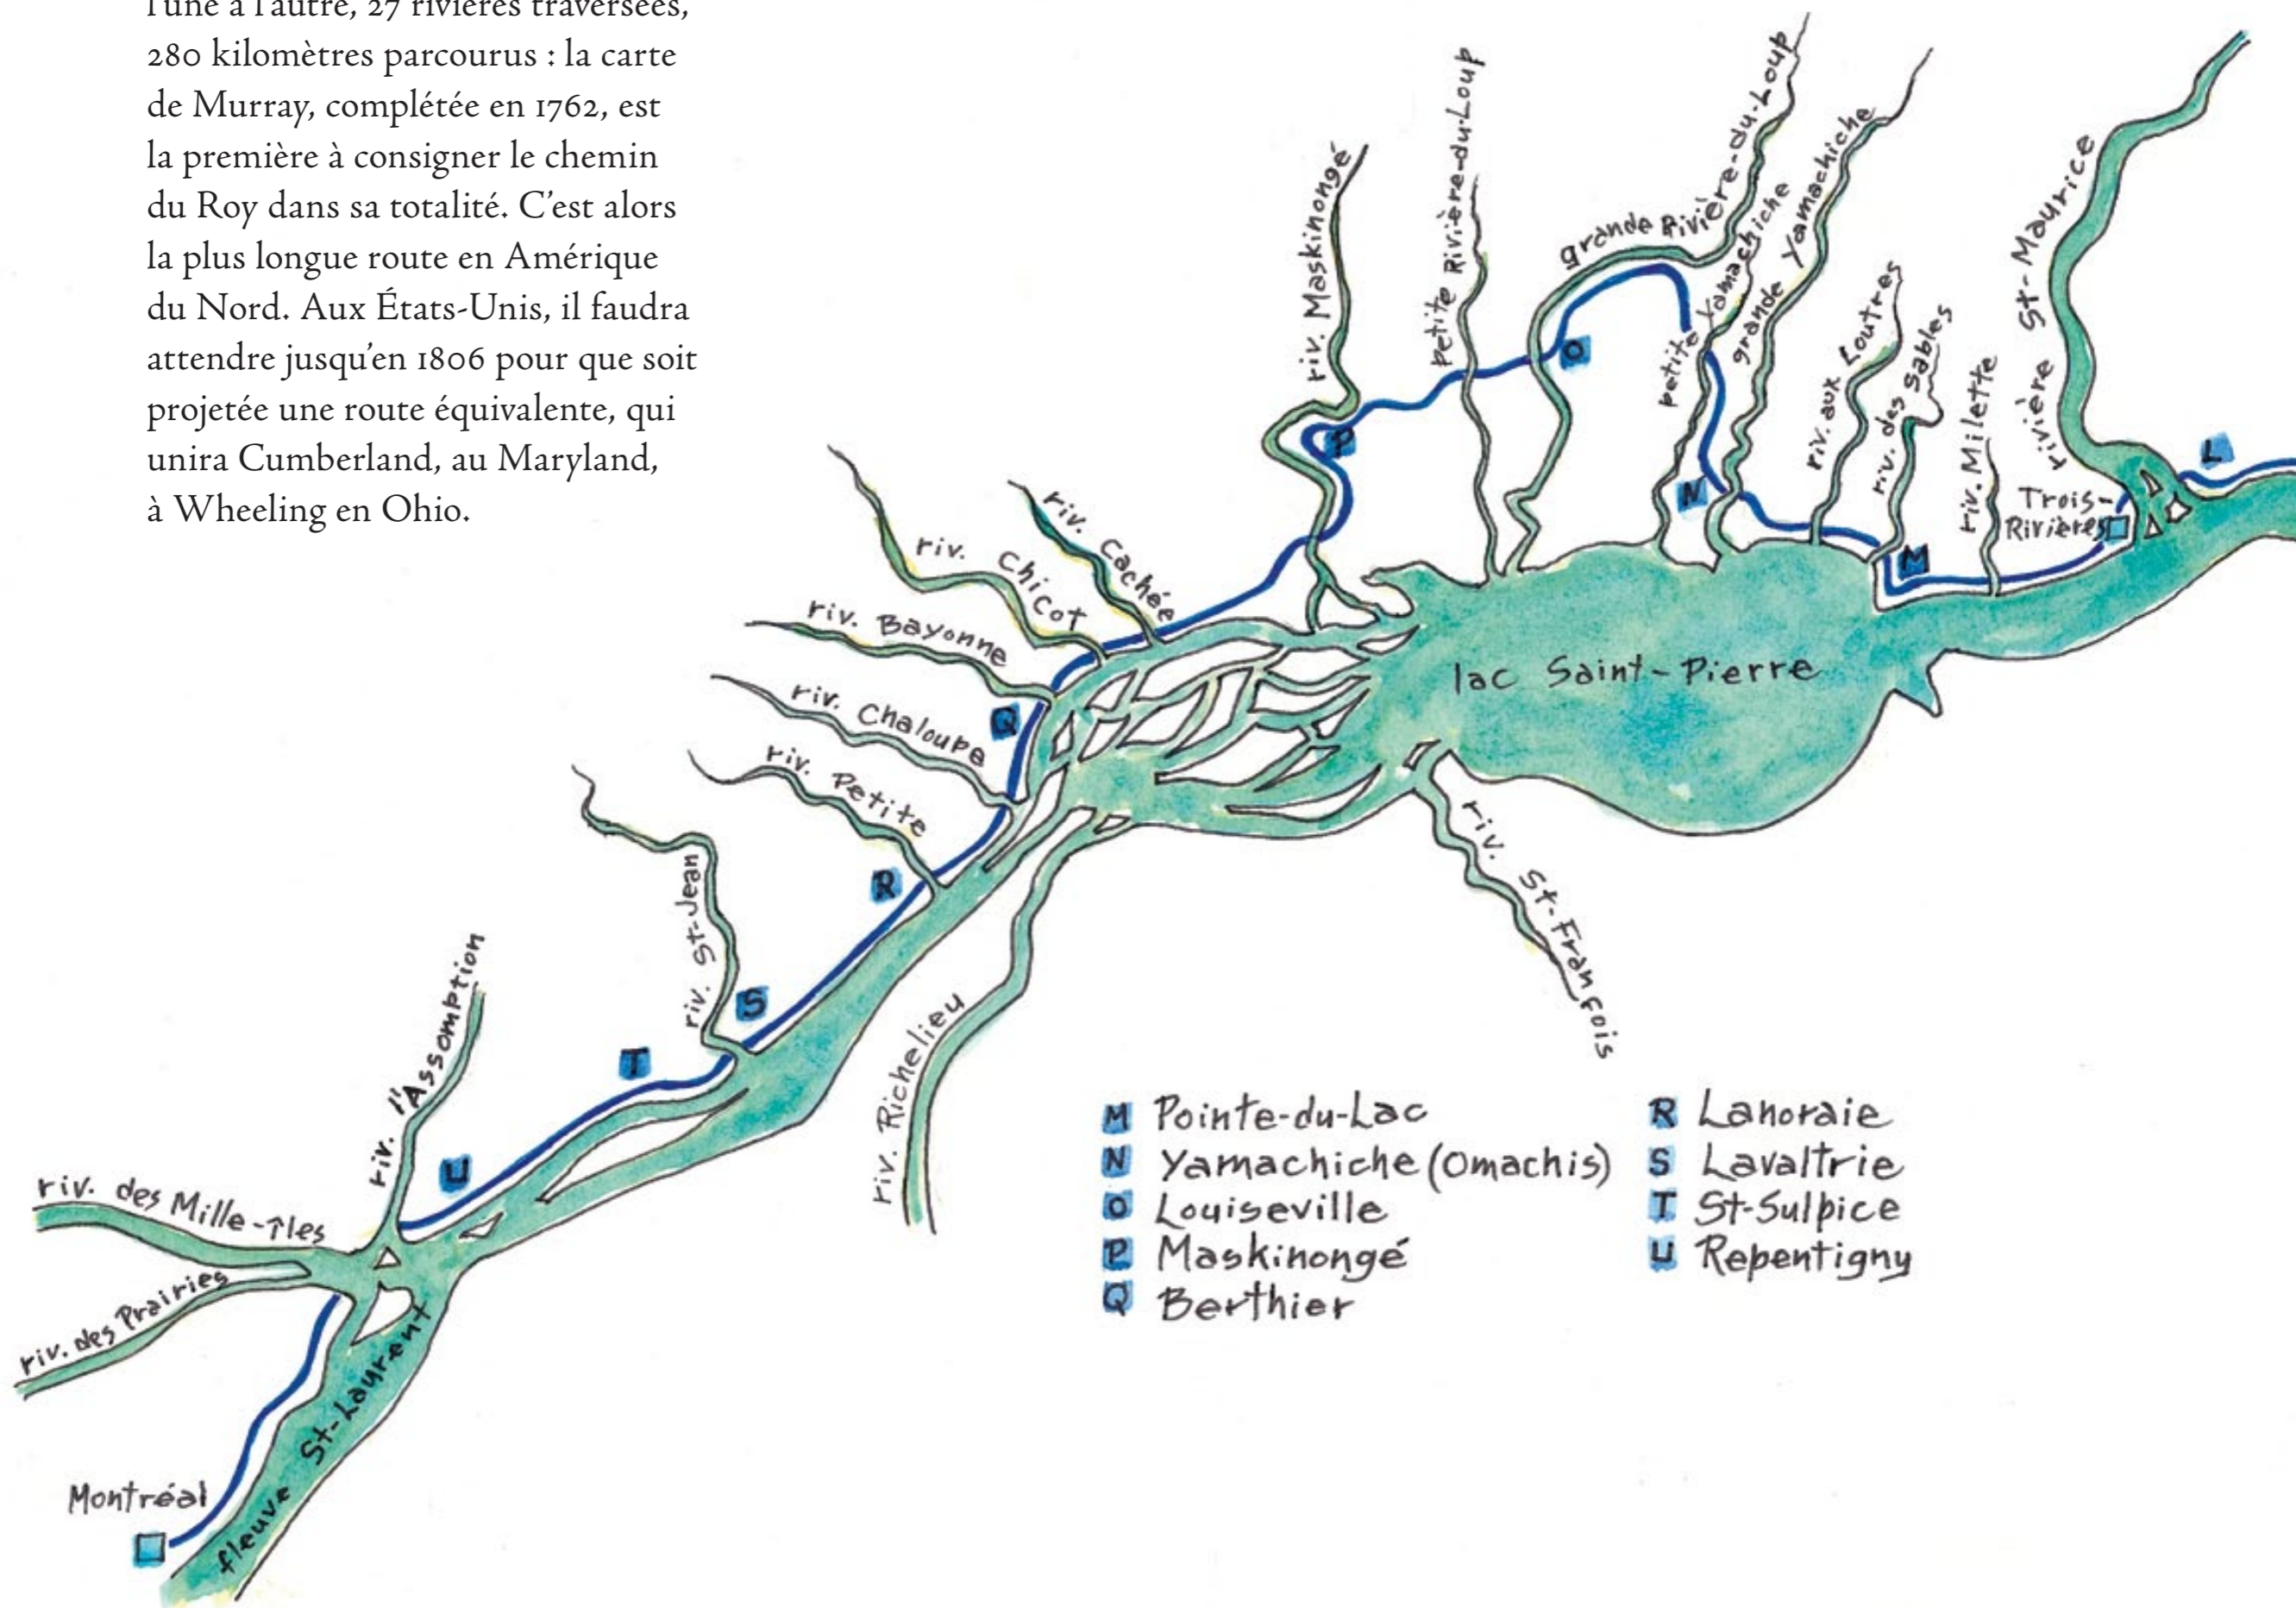 l'une à l'autre, 27 rivières traversées,
280 kilomètres parcourus : la carte
de Murray, complétée en 1762, est
la première à consigner le chemin
du Roy dans sa totalité. C'est alors
la plus longue route en Amérique
du Nord. Aux États-Unis, il faudra
attendre jusqu'en 1806 pour que soit
projetée une route équivalente, qui
unira Cumberland, au Maryland,
à Wheeling en Ohio.
riv. Maskinongé
Petite Rivière-du-Loup
grande Rivière-du-Loup
petite Yamachiche
grande Yamachiche
riv. aux Loutres
riv. des Sables
riv. Milette
rivière St-Maurice
Trois-
Rivières
L
M
N
O
P
riv. Cachée
riv. Chicot
riv. Bayonne
riv. Chaloupe
riv. Petite
riv. St-Jean
riv. l'Assomption
riv. des Mille-Îles
riv. des Prairies
Q
R
S
T
U
lac Saint-Pierre
riv. St-François
riv. Richelieu
fleuve St-Laurent
Montréal
M Pointe-du-Lac
N Yamachiche (Omachis)
O Louiseville
P Maskinongé
Q Berthier
R Lanoraie
S Lavaltrie
T St-Sulpice
U Repentigny